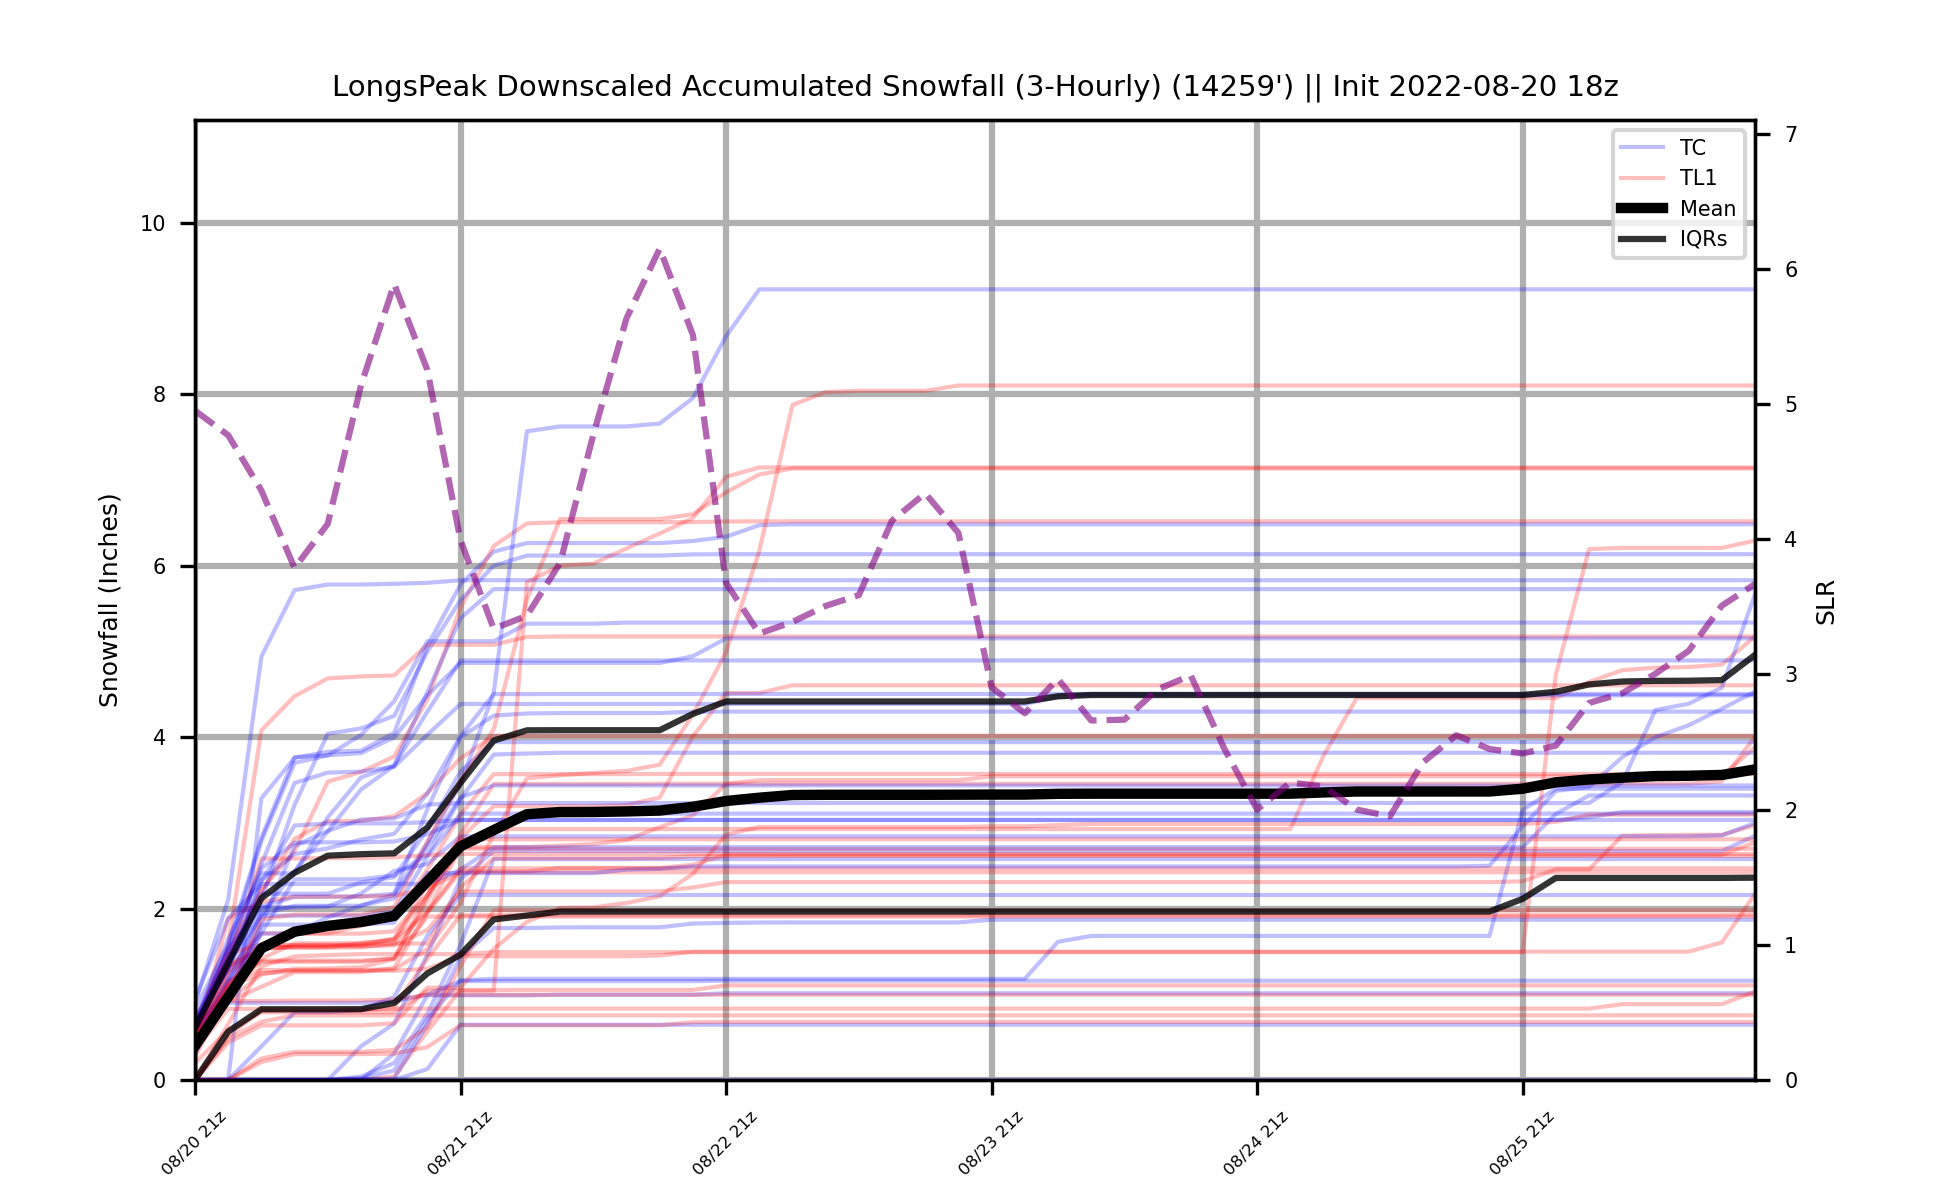 LongsPeak Downscaled Accumulated Snowfall (3-Hourly) (14259') || Init 2022-08-20 18z
TC
TL1
Mean
IQRs
Snowfall (Inches)
10
8
6
4
2
0
7
6
5
4
3
2
1
0
SLR
08/20 21z
08/21 21z
08/22 21z
08/23 21z
08/24 21z
08/25 21z